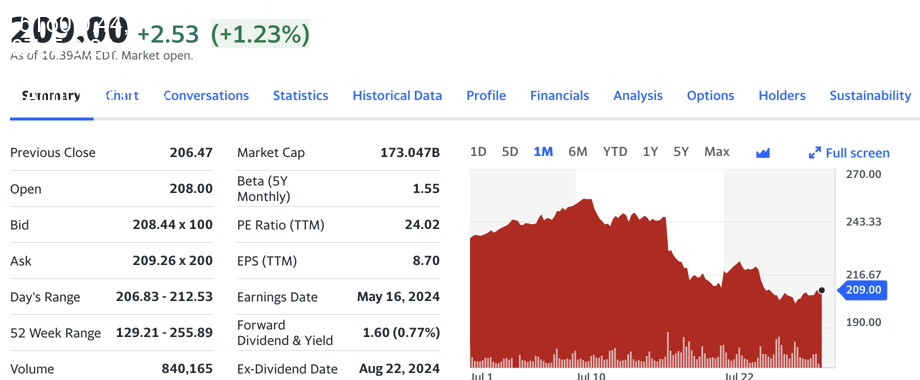 209.00 +2.53 (+1.23%)
As of 10:39AM EDT. Market open.
Summary Chart Conversations Statistics Historical Data Profile Financials Analysis Options Holders Sustainability
Previous Close 206.47
Open 208.00
Bid 208.44 x 100
Ask 209.26 x 200
Day's Range 206.83 - 212.53
52 Week Range 129.21 - 255.89
Volume 840,165
Market Cap 173.047B
Beta (5Y
Monthly) 1.55
PE Ratio (TTM) 24.02
EPS (TTM) 8.70
Earnings Date May 16, 2024
Forward
Dividend & Yield 1.60 (0.77%)
Ex-Dividend Date Aug 22, 2024
1D 5D 1M 6M YTD 1Y 5Y Max Full screen
270.00
243.33
216.67
209.00
190.00
Jul 1 Jul 10 Jul 22